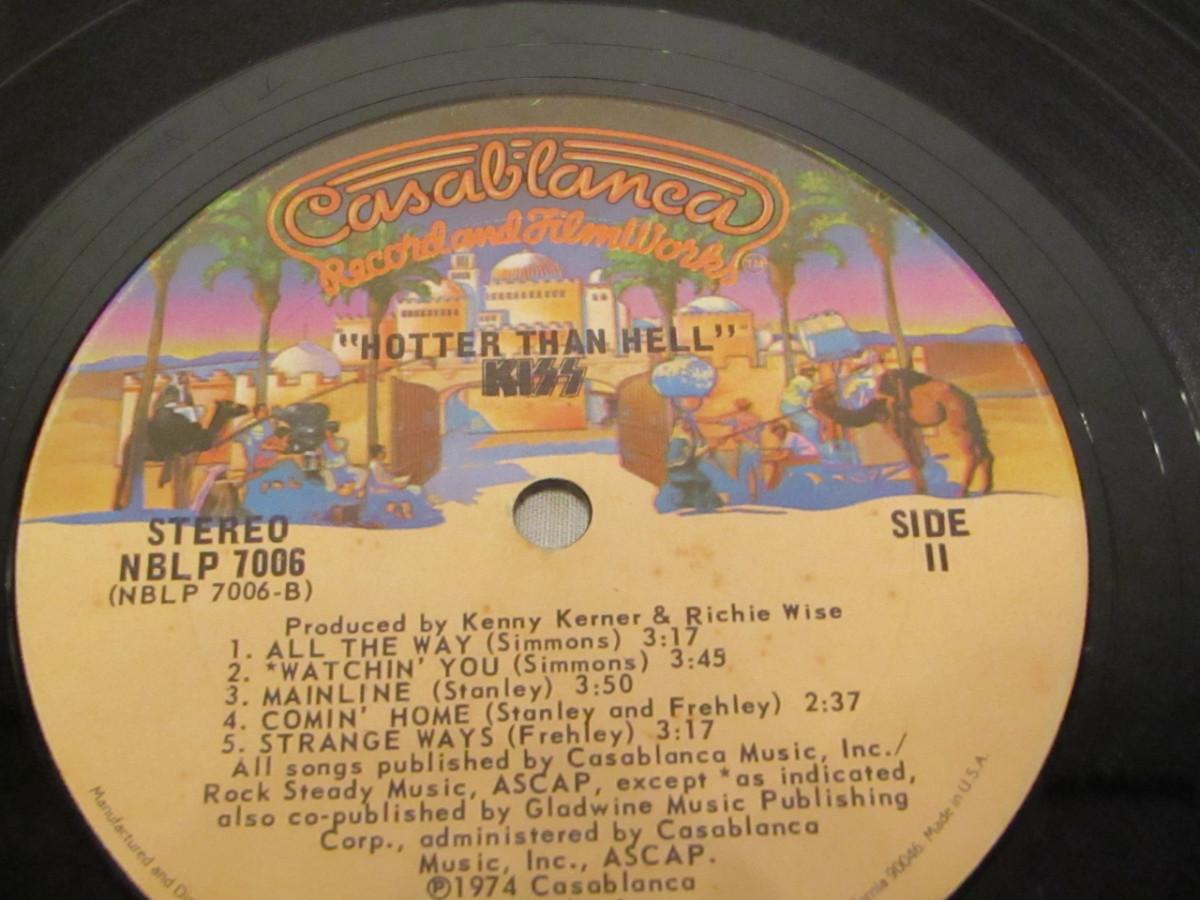 Casablanca
Record and FilmWorks TM
"HOTTER THAN HELL"
KISS
STEREO
NBLP 7006
(NBLP 7006-B)
SIDE
II
Produced by Kenny Kerner & Richie Wise
1. ALL THE WAY (Simmons) 3:17
2. *WATCHIN' YOU (Simmons) 3:45
3. MAINLINE (Stanley) 3:50
4. COMIN' HOME (Stanley and Frehley) 2:37
5. STRANGE WAYS (Frehley) 3:17
All songs published by Casablanca Music, Inc./
Rock Steady Music, ASCAP, except *as indicated,
also co-published by Gladwine Music Publishing
Corp., administered by Casablanca
Music, Inc., ASCAP.
℗1974 Casablanca
Manufactured and
90046. Made in U.S.A.